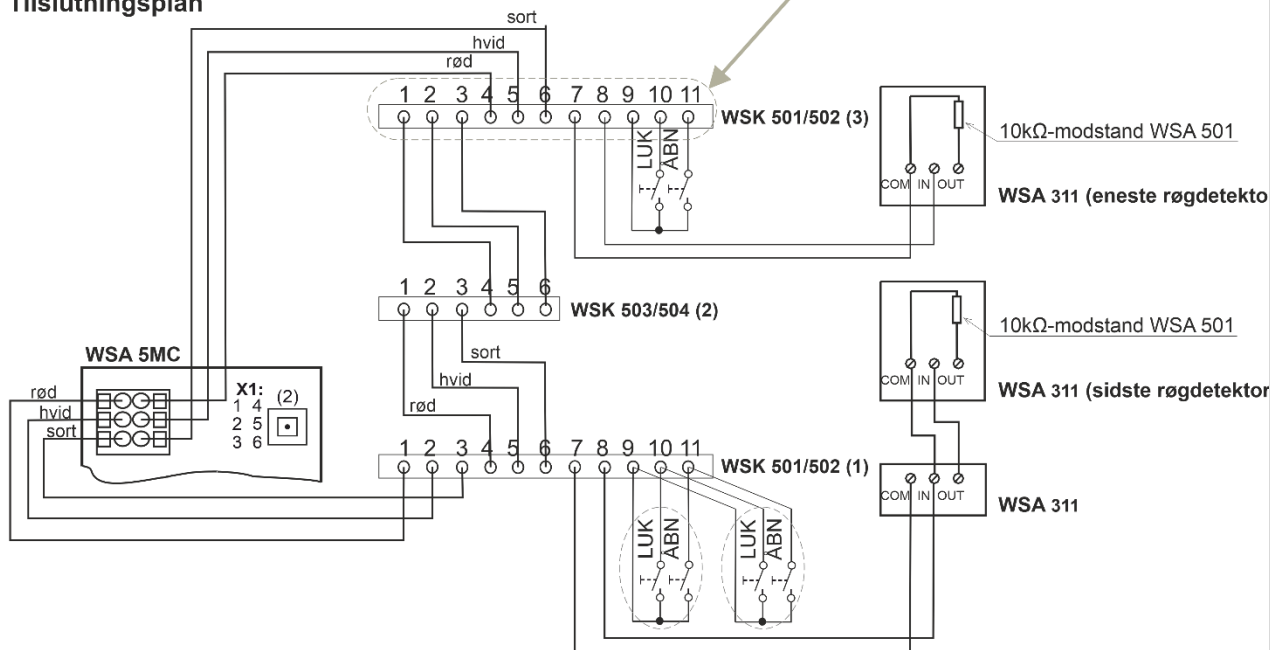 Tilslutningsplan
sort
hvid
rød
1 2 3 4 5 6 7 8 9 10 11
WSK 501/502 (3)
LUK
ÅBN
10kΩ-modstand WSA 501
COM IN OUT
WSA 311 (eneste røgdetekto
1 2 3 4 5 6
WSK 503/504 (2)
10kΩ-modstand WSA 501
COM IN OUT
WSA 311 (sidste røgdetektor
sort
hvid
rød
WSA 5MC
rød
hvid
sort
X1:
(2)
1 4
2 5
3 6
1 2 3 4 5 6 7 8 9 10 11
WSK 501/502 (1)
COM IN OUT
WSA 311
LUK
ÅBN
LUK
ÅBN